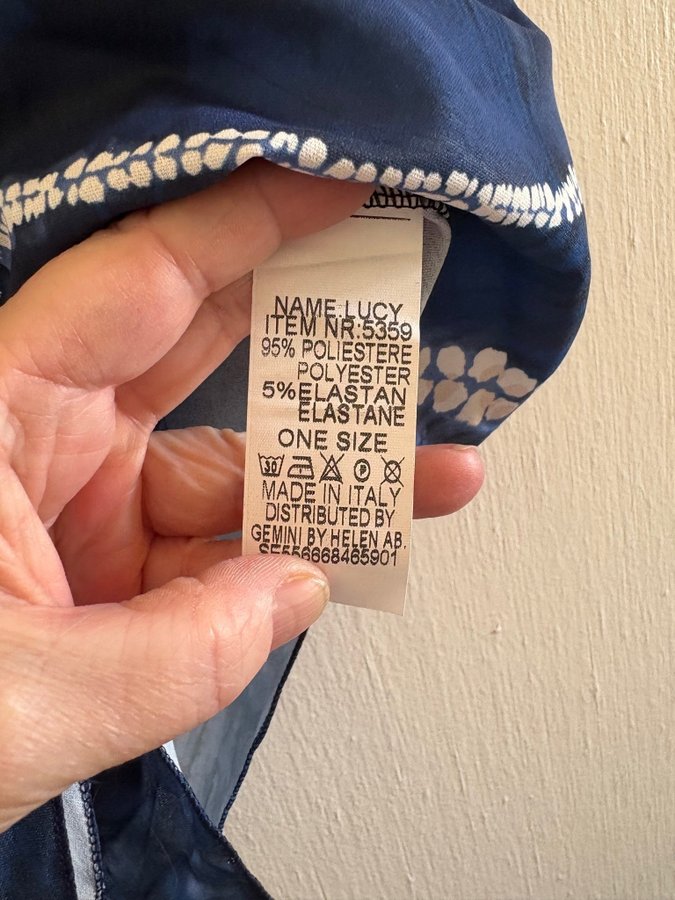 NAME:LUCY
ITEM NR:5359
95% POLIESTERE
POLYESTER
5%ELASTAN
ELASTANE
ONE SIZE
30 P
MADE IN ITALY
DISTRIBUTED BY
GEMINI BY HELEN AB.
SE556668465901